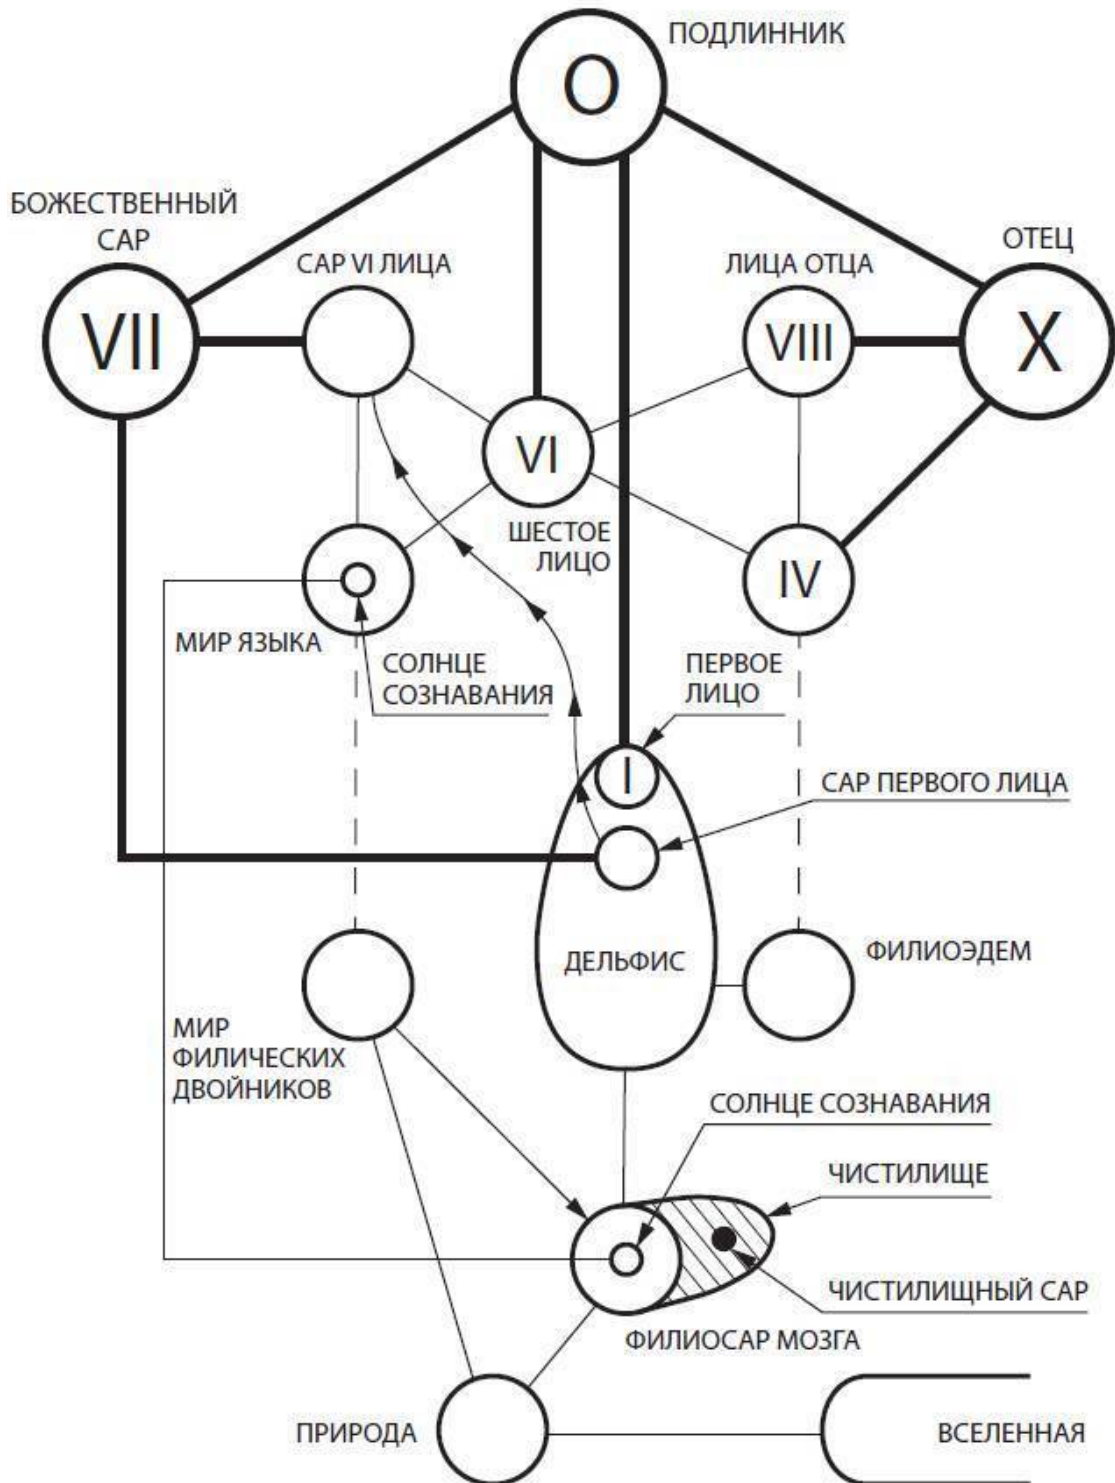 ПОДЛИННИК
O
БОЖЕСТВЕННЫЙ
САР
САР VI ЛИЦА
ЛИЦА ОТЦА
ОТЕЦ
VII
VIII
X
VI
ШЕСТОЕ
ЛИЦО
IV
МИР ЯЗЫКА
СОЛНЦЕ
СОЗНАВАНИЯ
ПЕРВОЕ
ЛИЦО
I
САР ПЕРВОГО ЛИЦА
ДЕЛЬФИС
ФИЛИОЭДЕМ
МИР
ФИЛИЧЕСКИХ
ДВОЙНИКОВ
СОЛНЦЕ СОЗНАВАНИЯ
ЧИСТИЛИЩЕ
ЧИСТИЛИЩНЫЙ САР
ФИЛИОСАР МОЗГА
ПРИРОДА
ВСЕЛЕННАЯ